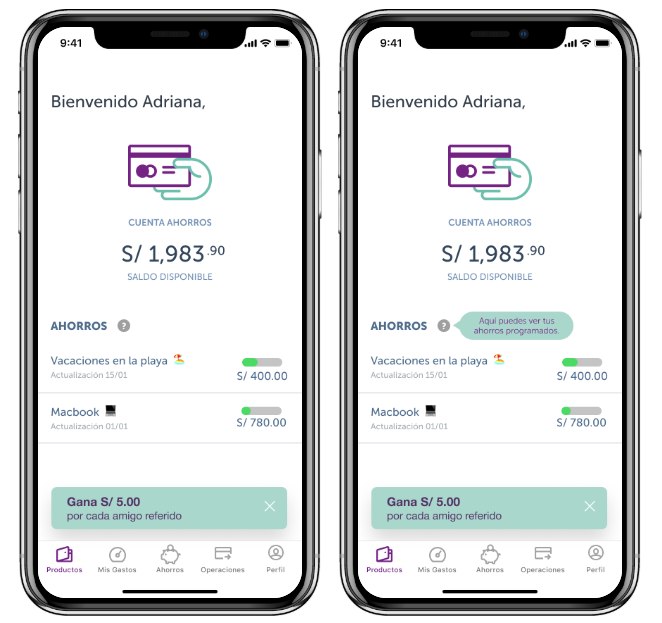 9:41
Bienvenido Adriana,
CUENTA AHORROS
S/ 1,983.90
SALDO DISPONIBLE
AHORROS ?
Vacaciones en la playa 🏖️
S/ 400.00
Actualización 15/01
Macbook 💻
S/ 780.00
Actualización 01/01
Gana S/ 5.00
por cada amigo referido
Productos Mis Gastos Ahorros Operaciones Perfil
9:41
Bienvenido Adriana,
CUENTA AHORROS
S/ 1,983.90
SALDO DISPONIBLE
AHORROS ?
Aqui puedes ver tus
ahorros programados.
Vacaciones en la playa 🏖️
S/ 400.00
Actualización 15/01
Macbook 💻
S/ 780.00
Actualización 01/01
Gana S/ 5.00
por cada amigo referido
Productos Mis Gastos Ahorros Operaciones Perfil